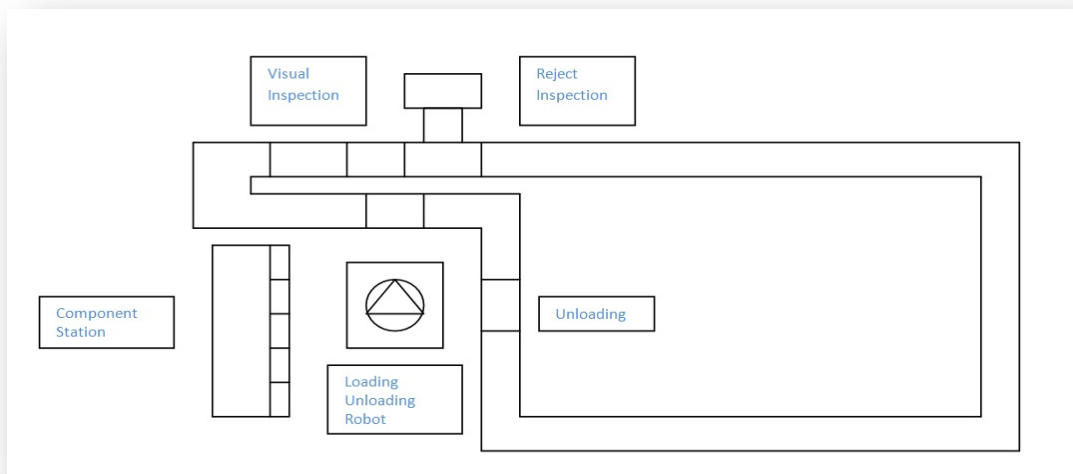 Visual
Inspection
Reject
Inspection
Component
Station
Unloading
Loading
Unloading
Robot